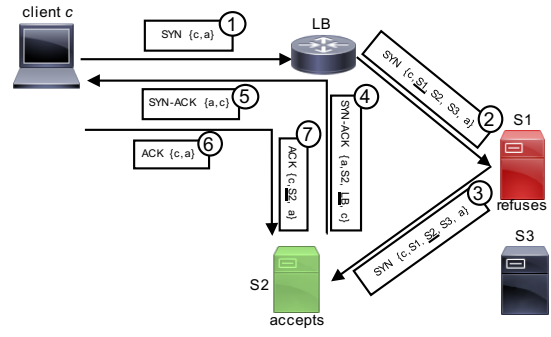 client c
LB
1
SYN {c,a}
SYN {c,S1, S2, S3, a}
2
S1
refuses
3
SYN {c,S1, S2, S3, a}
S3
4
SYN-ACK {a,S2, LB, c}
5
SYN-ACK {a,c}
6
ACK {c,a}
7
ACK {c,S2, a}
S2
accepts